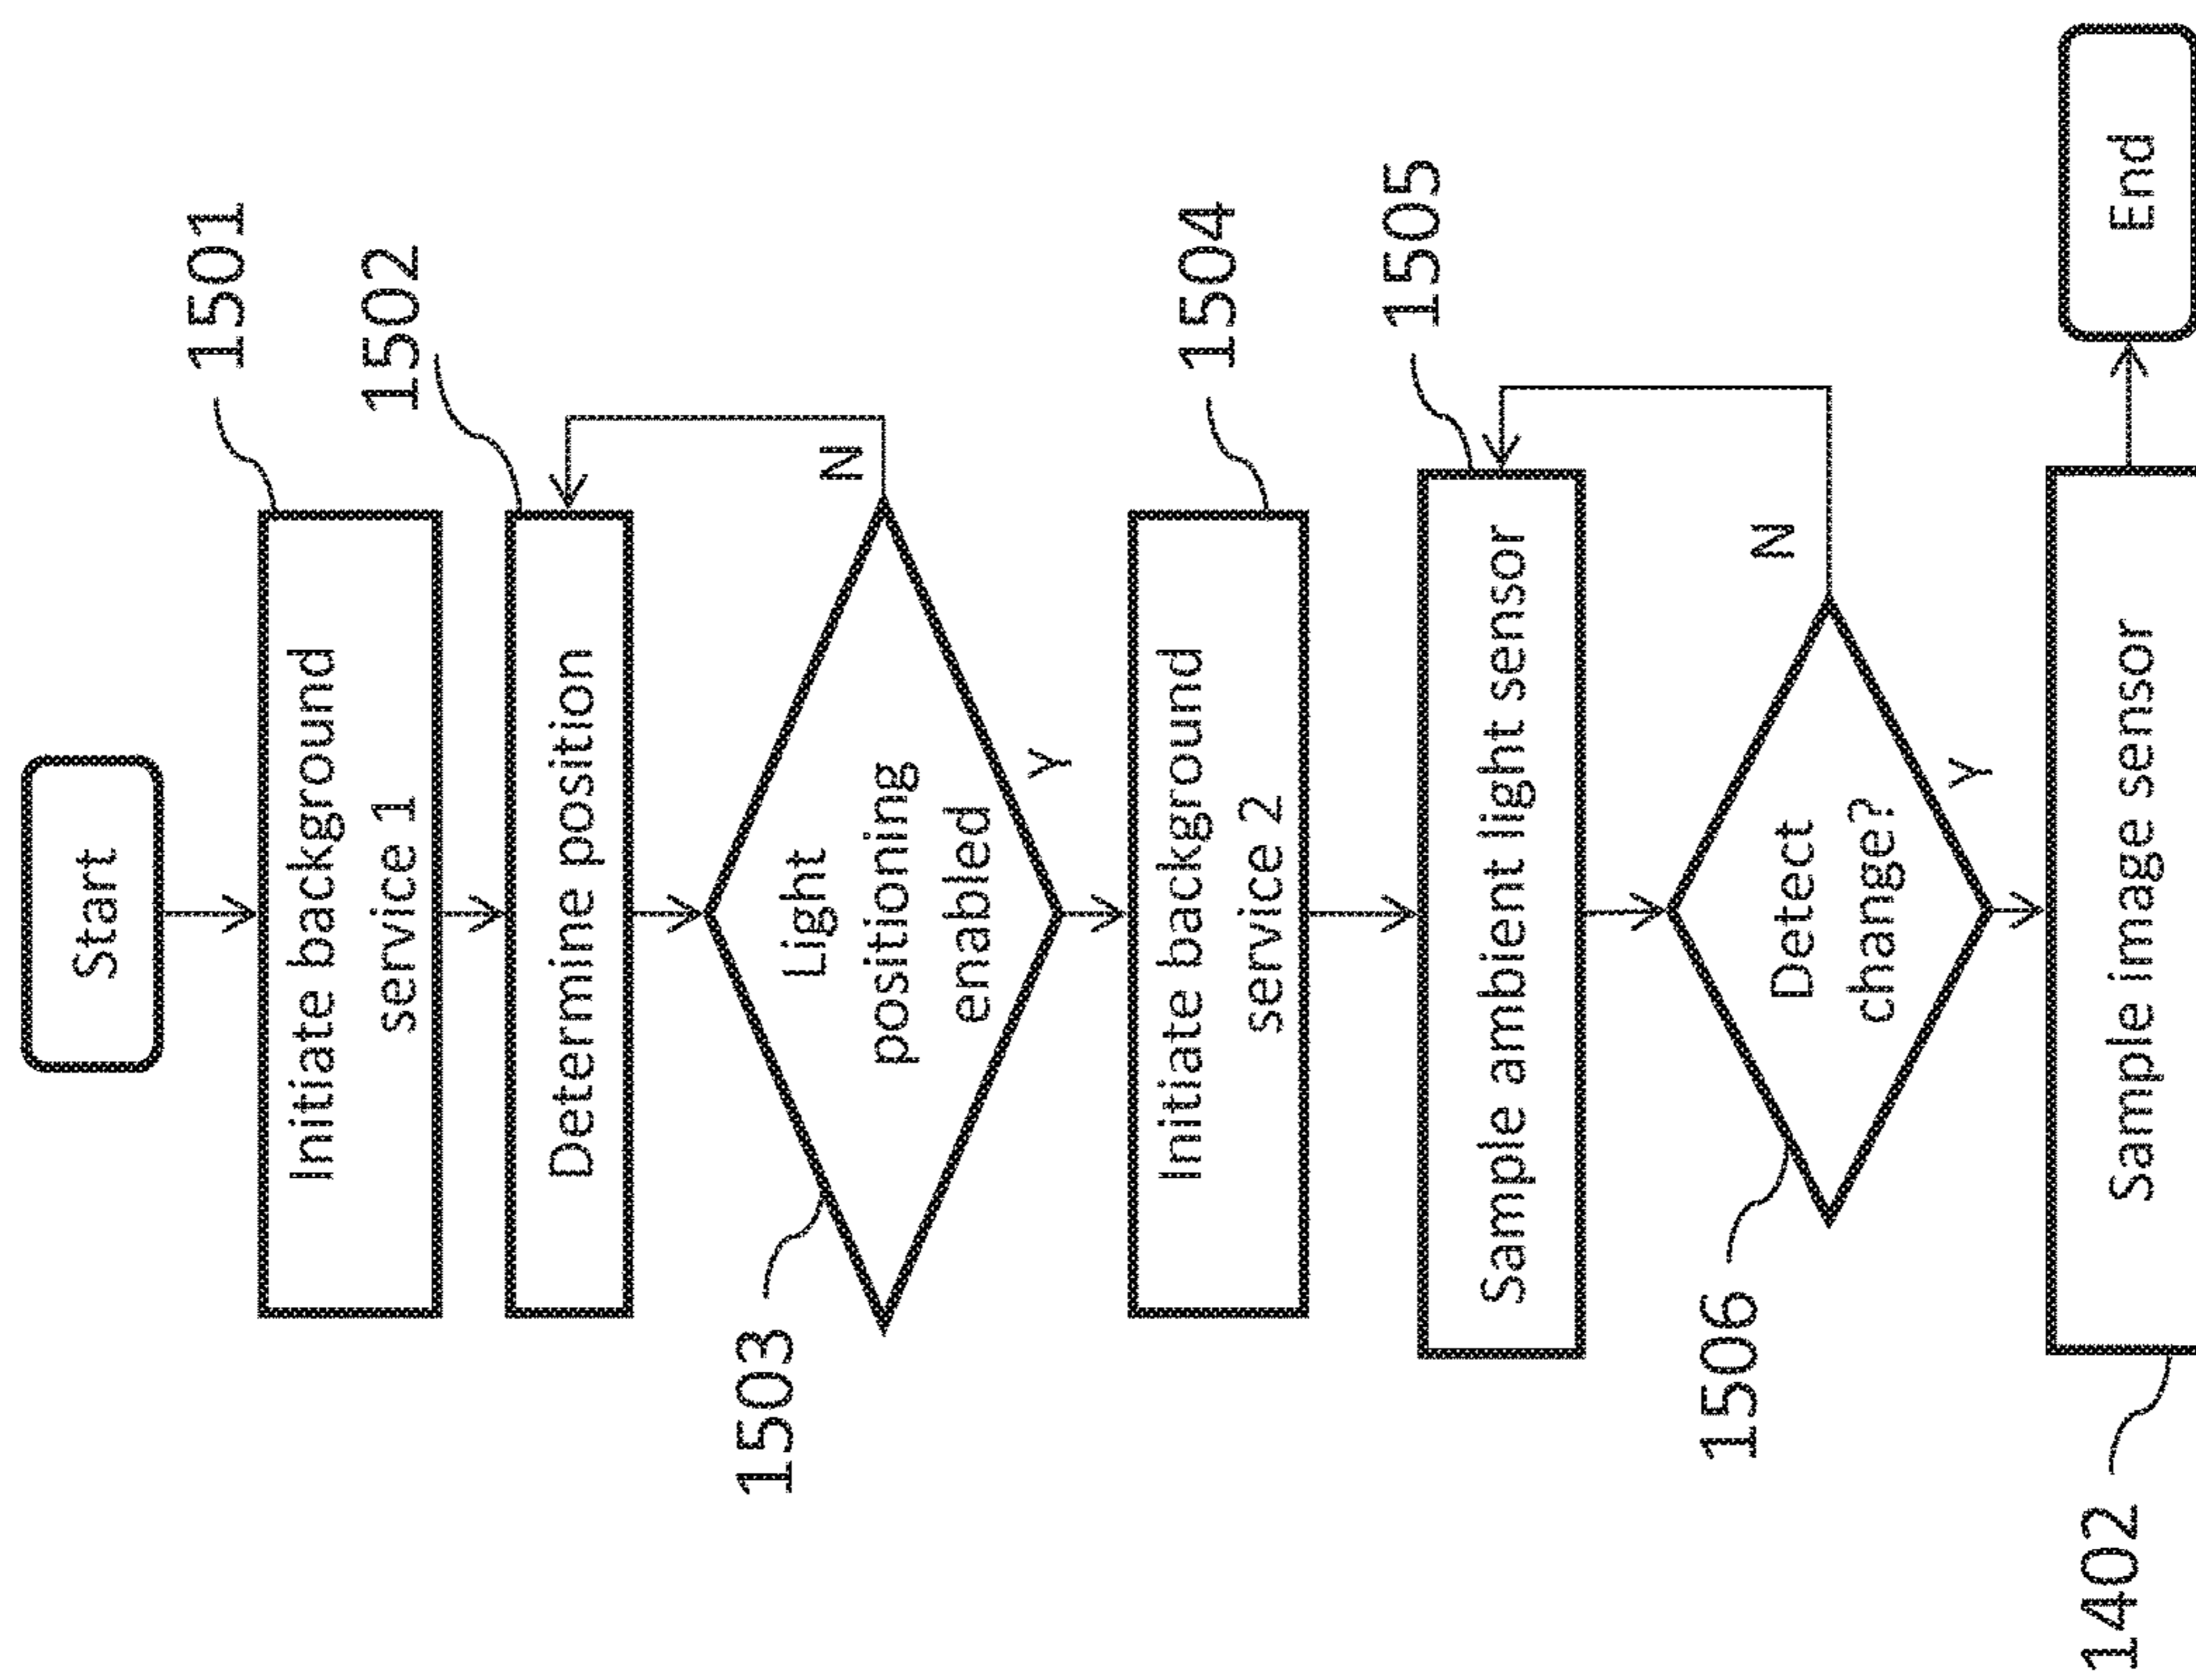 Start
1501
Initiate background
service 1
1502
Determine position
1503
Light
positioning
enabled
N
Y
1504
Initiate background
service 2
1505
Sample ambient light sensor
1506
Detect
change?
N
Y
1402
Sample image sensor
End